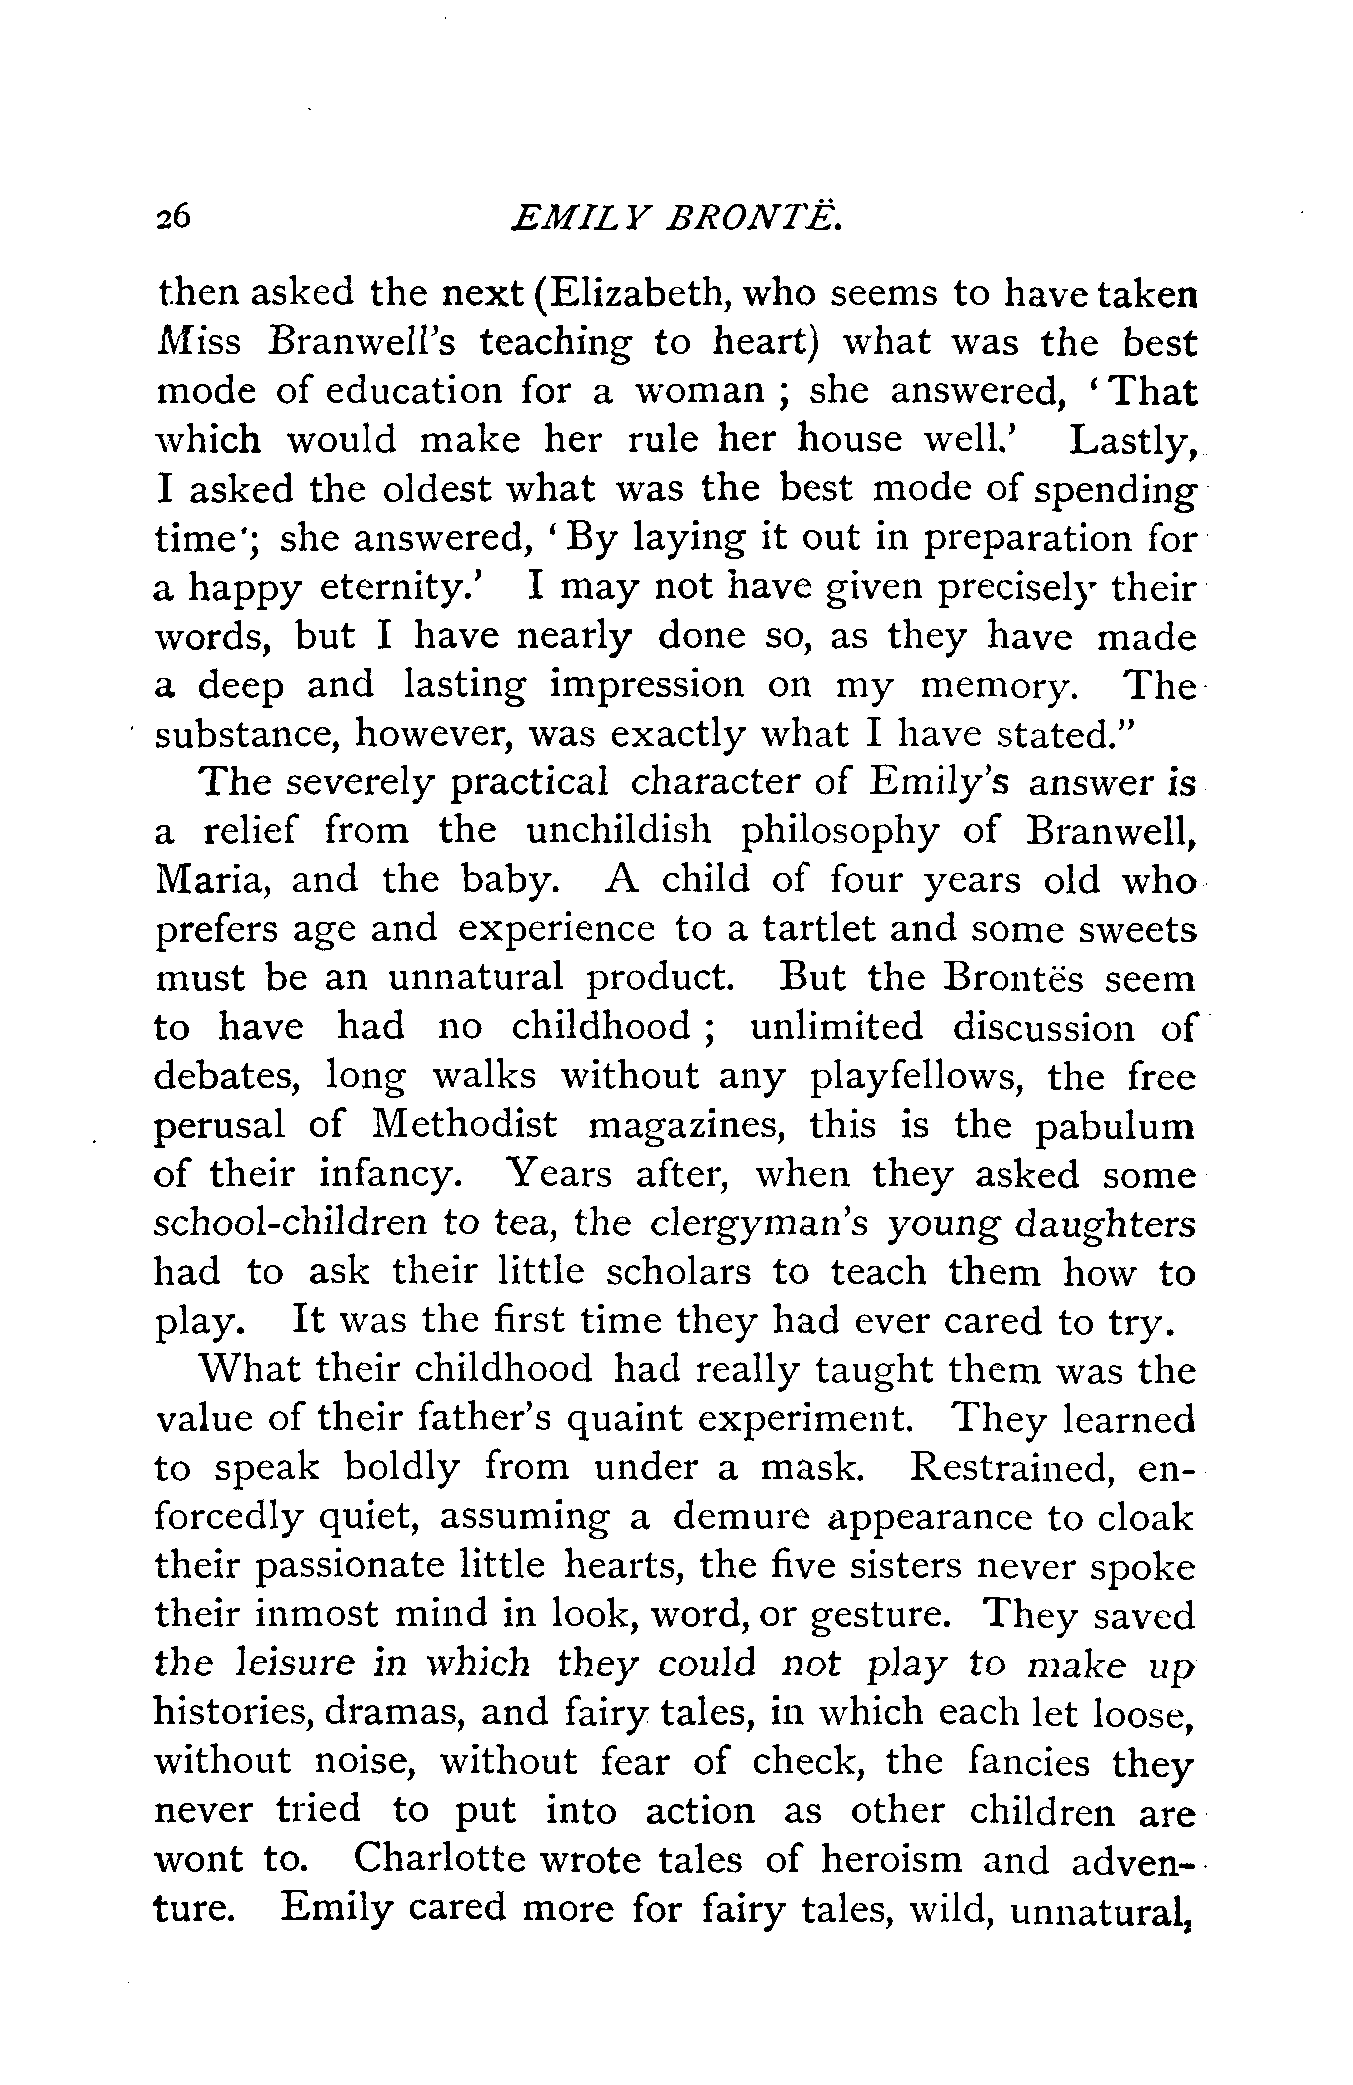 26 EMILY BRONTË.
then asked the next (Elizabeth, who seems to have taken
Miss Branwell's teaching to heart) what was the best
mode of education for a woman ; she answered, ‘ That
which would make her rule her house well.’ Lastly,
I asked the oldest what was the best mode of spending
time'; she answered, ‘ By laying it out in preparation for
a happy eternity.’ I may not have given precisely their
words, but I have nearly done so, as they have made
a deep and lasting impression on my memory. The
substance, however, was exactly what I have stated.”
The severely practical character of Emily's answer is
a relief from the unchildish philosophy of Branwell,
Maria, and the baby. A child of four years old who
prefers age and experience to a tartlet and some sweets
must be an unnatural product. But the Brontës seem
to have had no childhood ; unlimited discussion of
debates, long walks without any playfellows, the free
perusal of Methodist magazines, this is the pabulum
of their infancy. Years after, when they asked some
school-children to tea, the clergyman's young daughters
had to ask their little scholars to teach them how to
play. It was the first time they had ever cared to try.
What their childhood had really taught them was the
value of their father's quaint experiment. They learned
to speak boldly from under a mask. Restrained, en-
forcedly quiet, assuming a demure appearance to cloak
their passionate little hearts, the five sisters never spoke
their inmost mind in look, word, or gesture. They saved
the leisure in which they could not play to make up
histories, dramas, and fairy tales, in which each let loose,
without noise, without fear of check, the fancies they
never tried to put into action as other children are
wont to. Charlotte wrote tales of heroism and adven-
ture. Emily cared more for fairy tales, wild, unnatural,